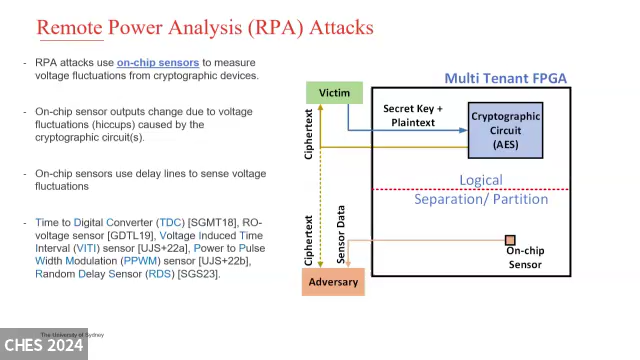 Remote Power Analysis (RPA) Attacks
- RPA attacks use on-chip sensors to measure
voltage fluctuations from cryptographic devices.
- On-chip sensor outputs change due to voltage
fluctuations (hiccups) caused by the
cryptographic circuit(s).
- On-chip sensors use delay lines to sense voltage
fluctuations
- Time to Digital Converter (TDC) [SGMT18], RO-
voltage sensor [GDTL19], Voltage Induced Time
Interval (VITI) sensor [UJS+22a], Power to Pulse
Width Modulation (PPWM) sensor [UJS+22b],
Random Delay Sensor (RDS) [SGS23].
Multi Tenant FPGA
Victim
Secret Key +
Plaintext
Cryptographic
Circuit
(AES)
Ciphertext
Logical
Separation/ Partition
Ciphertext
Sensor Data
On-chip
Sensor
Adversary
The University of Sydney
CHES 2024